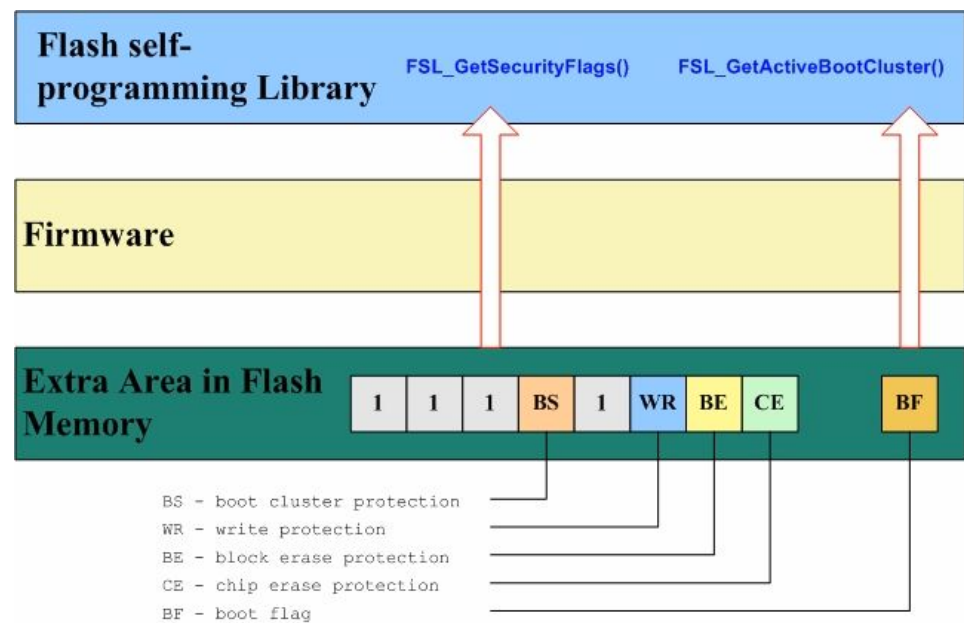 Flash self-
programming Library
FSL_GetSecurityFlags()
FSL_GetActiveBootCluster()
Firmware
Extra Area in Flash
Memory
1 1 1 BS 1 WR BE CE BF
BS - boot cluster protection
WR - write protection
BE - block erase protection
CE - chip erase protection
BF - boot flag